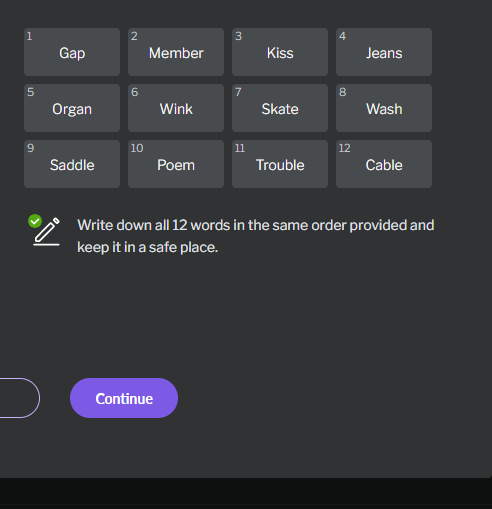 1 Gap 2 Member 3 Kiss 4 Jeans
5 Organ 6 Wink 7 Skate 8 Wash
9 Saddle 10 Poem 11 Trouble 12 Cable
Write down all 12 words in the same order provided and
keep it in a safe place.
Continue